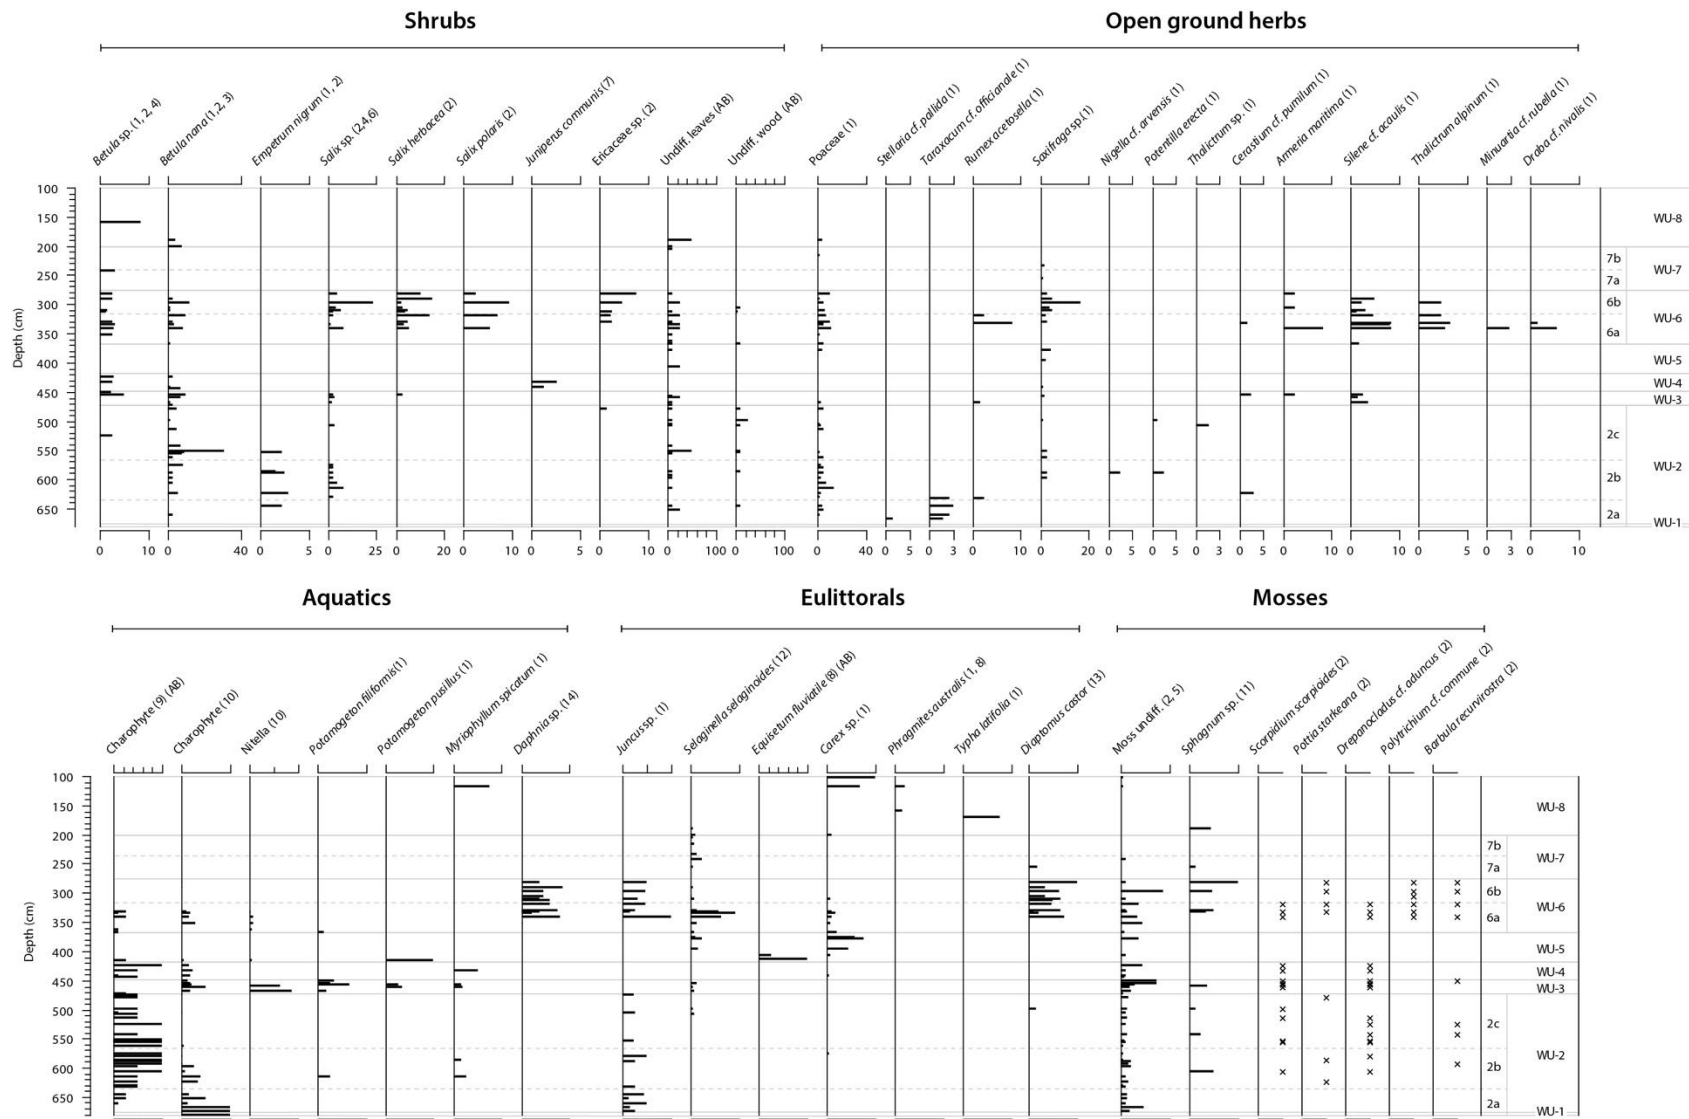 Shrubs
Open ground herbs
Betula sp. (1, 2, 4)
Betula nana (1,2, 3)
Empetrum nigrum (1, 2)
Salix sp. (2,4,6)
Salix herbacea (2)
Salix polaris (2)
Juniperus communis (7)
Ericaceae sp. (2)
Undiff. leaves (AB)
Undiff. wood (AB)
Poaceae (1)
Stellaria cf. pallida (1)
Taraxacum cf. officianale (1)
Rumex acetosella (1)
Saxifraga sp.(1)
Nigella cf. arvensis (1)
Potentilla erecta (1)
Thalictrum sp. (1)
Cerastium cf. pumilum (1)
Armeria maritima (1)
Silene cf. acaulis (1)
Thalictrum alpinum (1)
Minuartia cf. rubella (1)
Draba cf. nivalis (1)
Depth (cm)
100
150 WU-8
200
7b
250 WU-7
7a
300 6b
WU-6
350 6a
400 WU-5
WU-4
450
WU-3
500
2c
550
WU-2
600 2b
650 2a
WU-1
0 10 0 40 0 5 0 25 0 20 0 10 0 5 0 10 0 100 0 100 0 40 0 5 0 3 0 10 0 20 0 5 0 5 0 3 0 5 0 10 0 10 0 5 0 3 0 10
Aquatics
Eulittorals
Mosses
Charophyte (9) (AB)
Charophyte (10)
Nitella (10)
Potamogeton filiformis(1)
Potamogeton pusillus (1)
Myriophyllum spicatum (1)
Daphnia sp. (14)
Juncus sp. (1)
Selaginella selaginoides (12)
Equisetum fluviatile (8) (AB)
Carex sp. (1)
Phragmites australis (1, 8)
Typha latifolia (1)
Diaptomus castor (13)
Moss undiff. (2, 5)
Sphagnum sp. (11)
Scorpidium scorpioides (2)
Pottia starkeana (2)
Drepanocladus cf. aduncus (2)
Polytrichum cf. commune (2)
Barbula recurvirostra (2)
Depth (cm)
100
150 WU-8
200
7b
250 WU-7
7a
300 6b
WU-6
350 6a
400 WU-5
WU-4
450
WU-3
500
2c
550
WU-2
600 2b
650 2a
WU-1